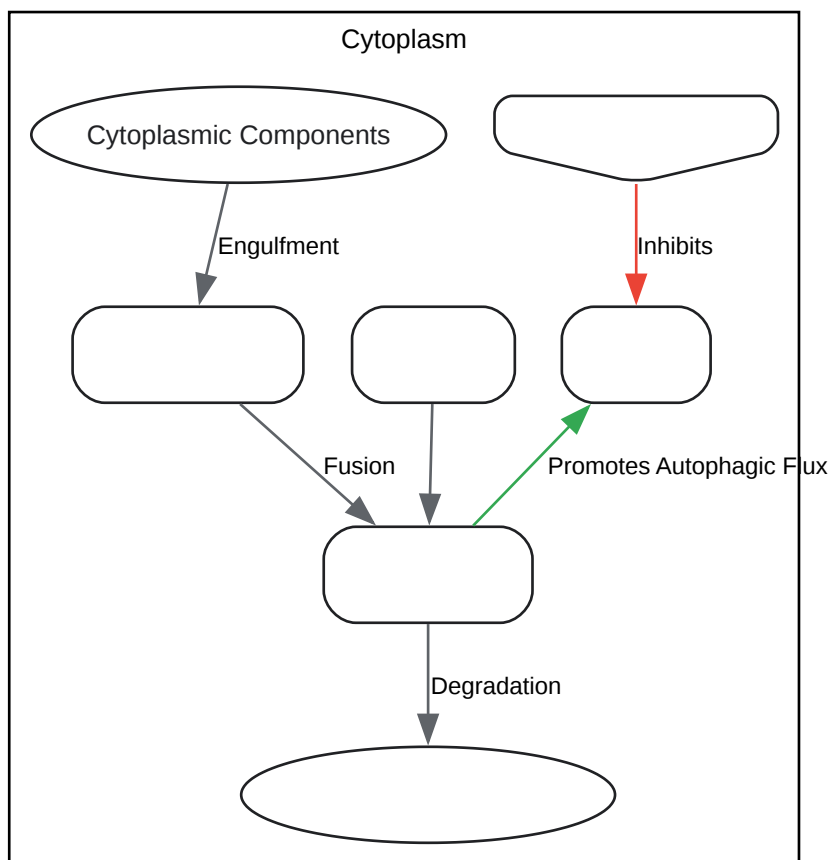 Cytoplasm
Cytoplasmic Components
Engulfment
Inhibits
Fusion
Promotes Autophagic Flux
Degradation